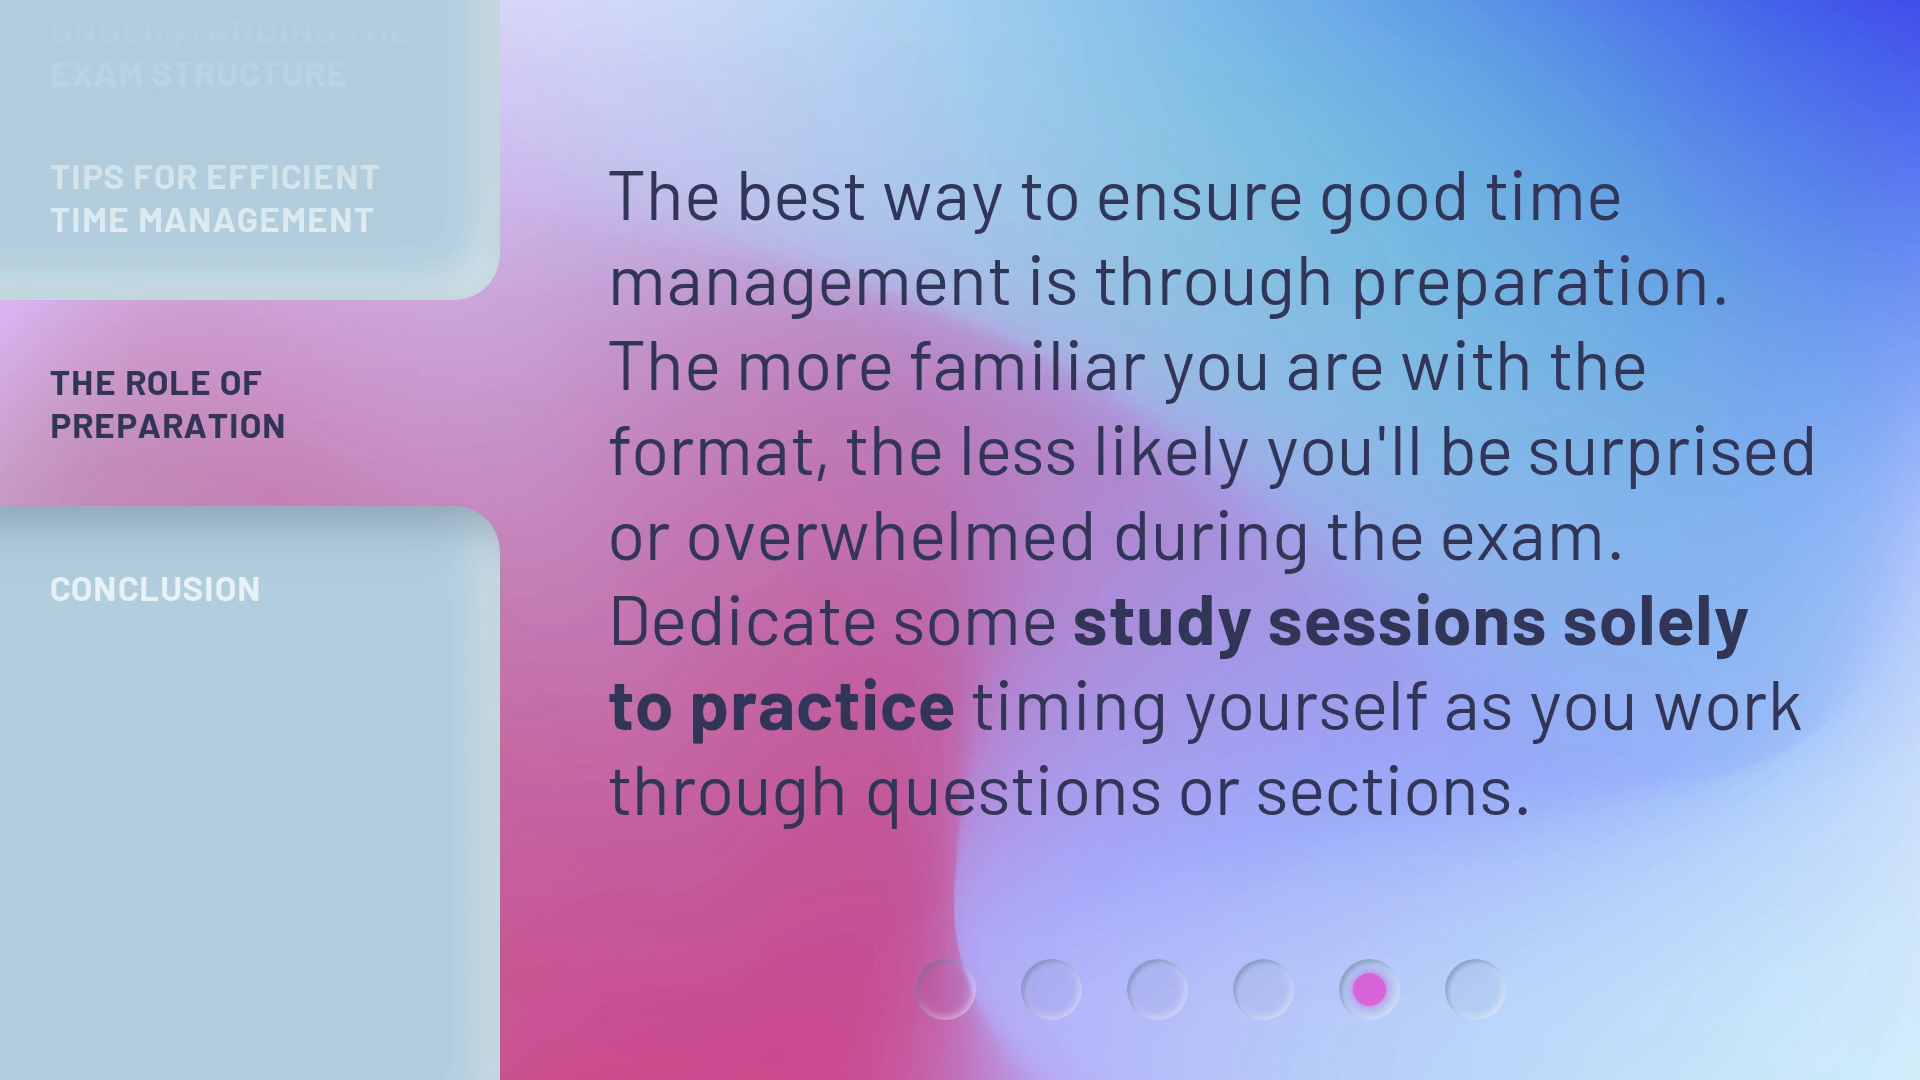 UNDERSTANDING THE
EXAM STRUCTURE
TIPS FOR EFFICIENT
TIME MANAGEMENT
THE ROLE OF
PREPARATION
CONCLUSION
The best way to ensure good time
management is through preparation.
The more familiar you are with the
format, the less likely you'll be surprised
or overwhelmed during the exam.
Dedicate some study sessions solely
to practice timing yourself as you work
through questions or sections.